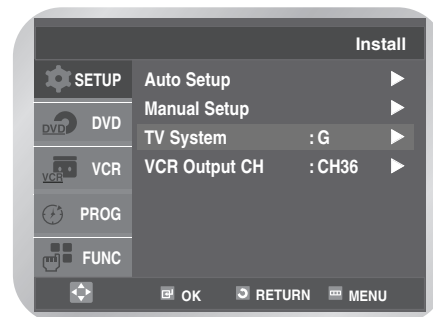 Install
SETUP
DVD DVD
VCR VCR
PROG
FUNC
Auto Setup ▶
Manual Setup ▶
TV System : G ▶
VCR Output CH : CH36 ▶
OK RETURN MENU